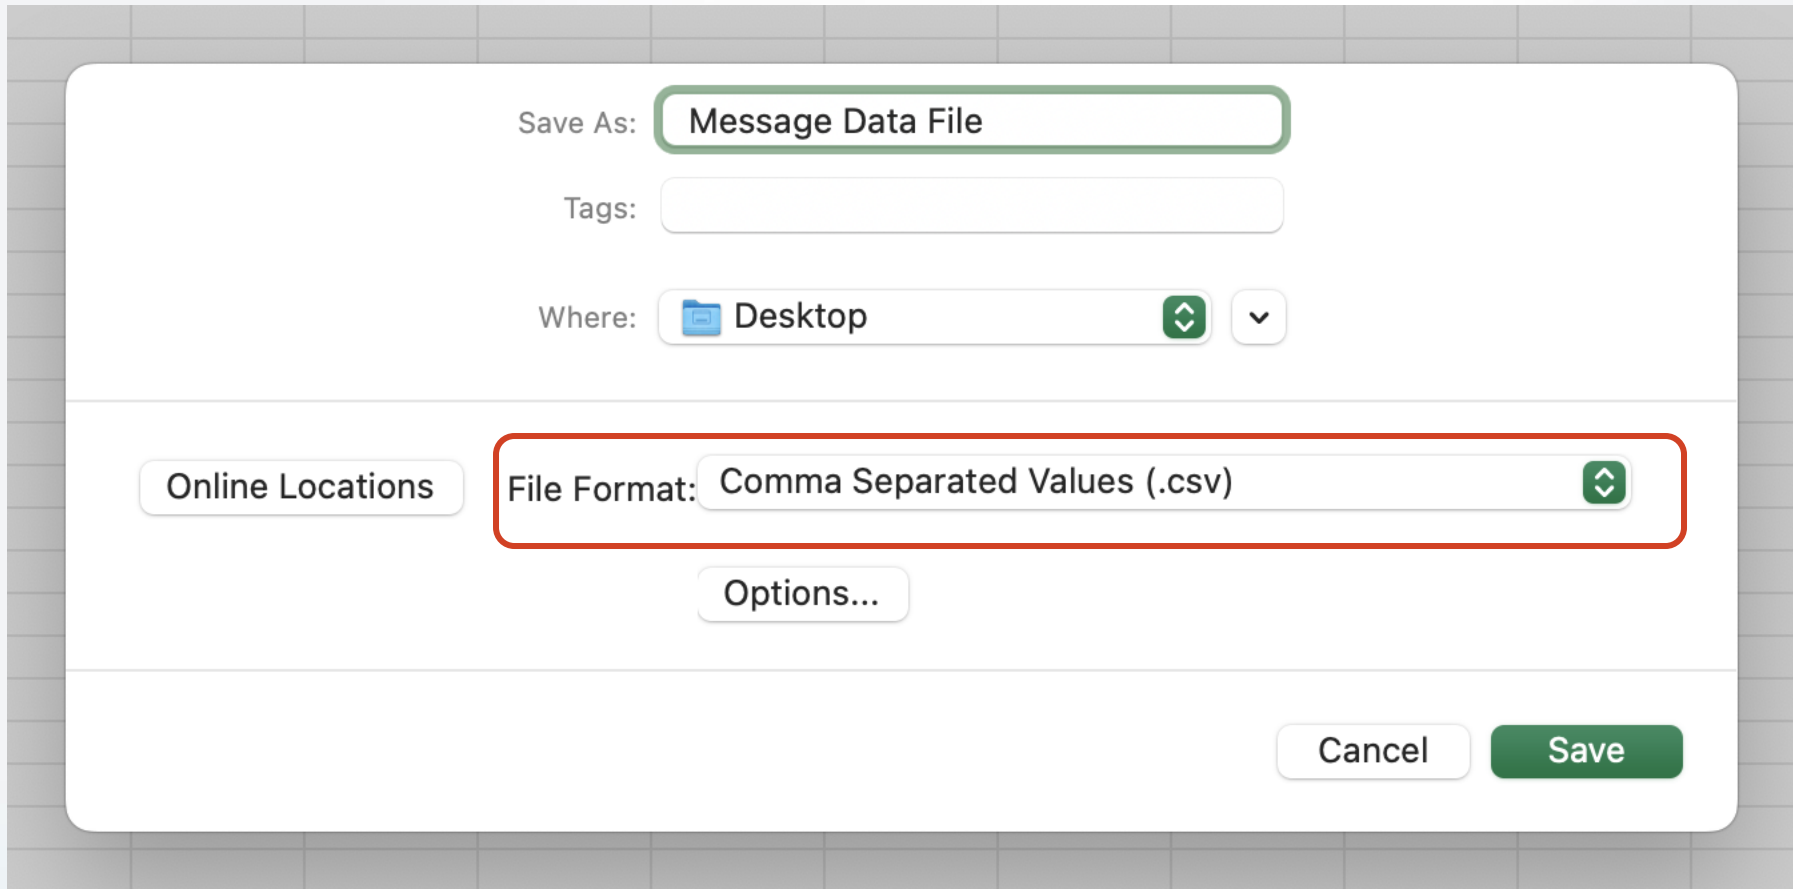 Save As: Message Data File
Tags:
Where: Desktop
Online Locations File Format: Comma Separated Values (.csv)
Options...
Cancel Save